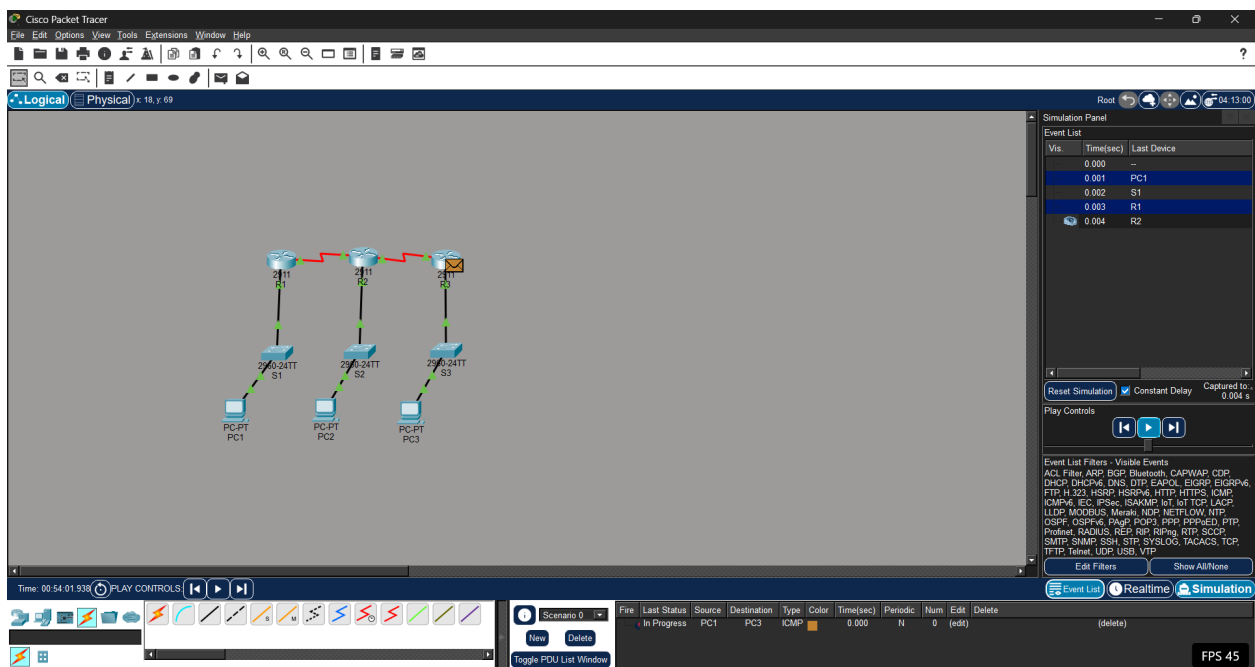 Cisco Packet Tracer
File Edit Options View Tools Extensions Window Help
?
Logical Physical x: 18, y: 69
Root 04:13:00
Simulation Panel
Event List
Vis. Time(sec) Last Device
0.000 --
0.001 PC1
0.002 S1
0.003 R1
0.004 R2
2911
R1
2911
R2
2911
R3
2960-24TT
S1
2960-24TT
S2
2960-24TT
S3
PC-PT
PC1
PC-PT
PC2
PC-PT
PC3
Reset Simulation Constant Delay Captured to:
0.004 s
Play Controls
Event List Filters - Visible Events
ACL Filter, ARP, BGP, Bluetooth, CAPWAP, CDP,
DHCP, DHCPv6, DNS, DTP, EAPOL, EIGRP, EIGRPv6,
FTP, H.323, HSRP, HSRPv6, HTTP, HTTPS, ICMP,
ICMPv6, IEC, IPSec, ISAKMP, IoT, IoT TCP, LACP,
LLDP, MODBUS, Meraki, NDP, NETFLOW, NTP,
OSPF, OSPFv6, PAgP, POP3, PPP, PPPoED, PTP,
Profinet, RADIUS, REP, RIP, RIPng, RTP, SCCP,
SMTP, SNMP, SSH, STP, SYSLOG, TACACS, TCP,
TFTP, Telnet, UDP, USB, VTP
Edit Filters Show All/None
Time: 00:54:01.938 PLAY CONTROLS:
Event List Realtime Simulation
S M
Scenario 0
New Delete
Toggle PDU List Window
Fire Last Status Source Destination Type Color Time(sec) Periodic Num Edit Delete
In Progress PC1 PC3 ICMP 0.000 N 0 (edit) (delete)
FPS 45